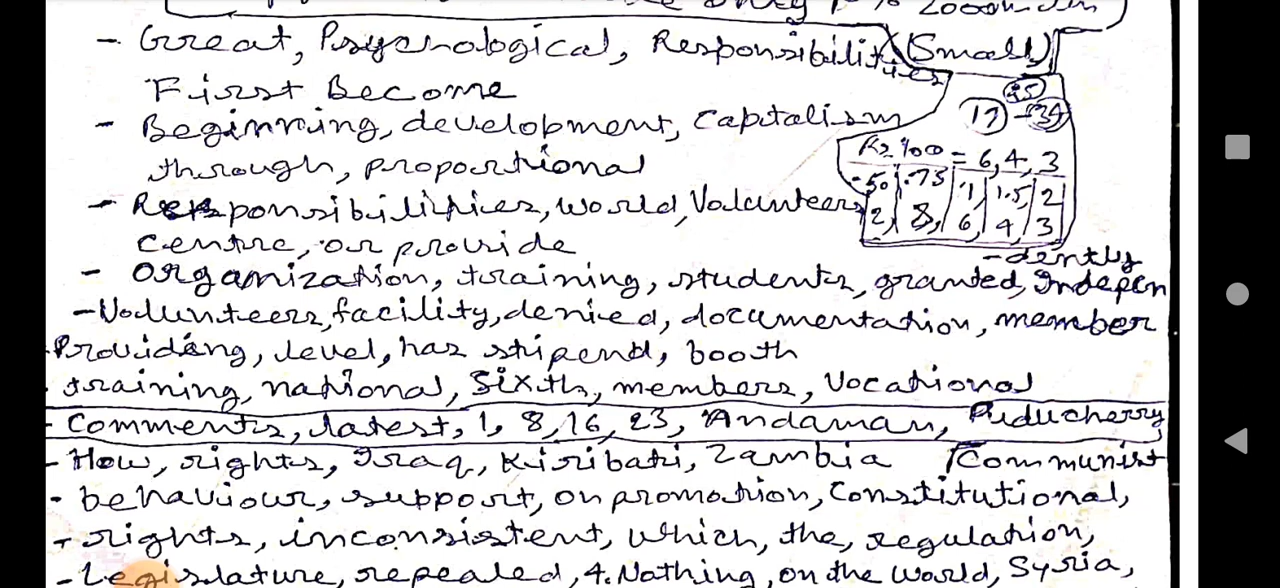 - Great, Psychological, Responsibilities (Small)
First Become
- Beginning, development, Capitalism
through, proportional
- Responsibilities, world, Volunteers
Centre, or provide
25
17 - 34
= 6, 4, 3
.50 | .75 | 1 | 1.5 | 2
2, 8, 6, 4, 3
- Organization, training, students, granted, Indepen
-dently
- Volunteers, facility, denied, documentation, member
Providing, level, has stipend, booth
training, national, Sixth, members, Vocational
- Comments, latest, 1, 8, 16, 23, Andaman, Puducherry
- How, rights, Iraq, Kiribati, Zambia
Communist
- behaviour, support, on promotion, Constitutional,
- rights, inconsistent, which, the, regulation,
- Legislature, repealed, 4. Nathing, on the World, Syria,